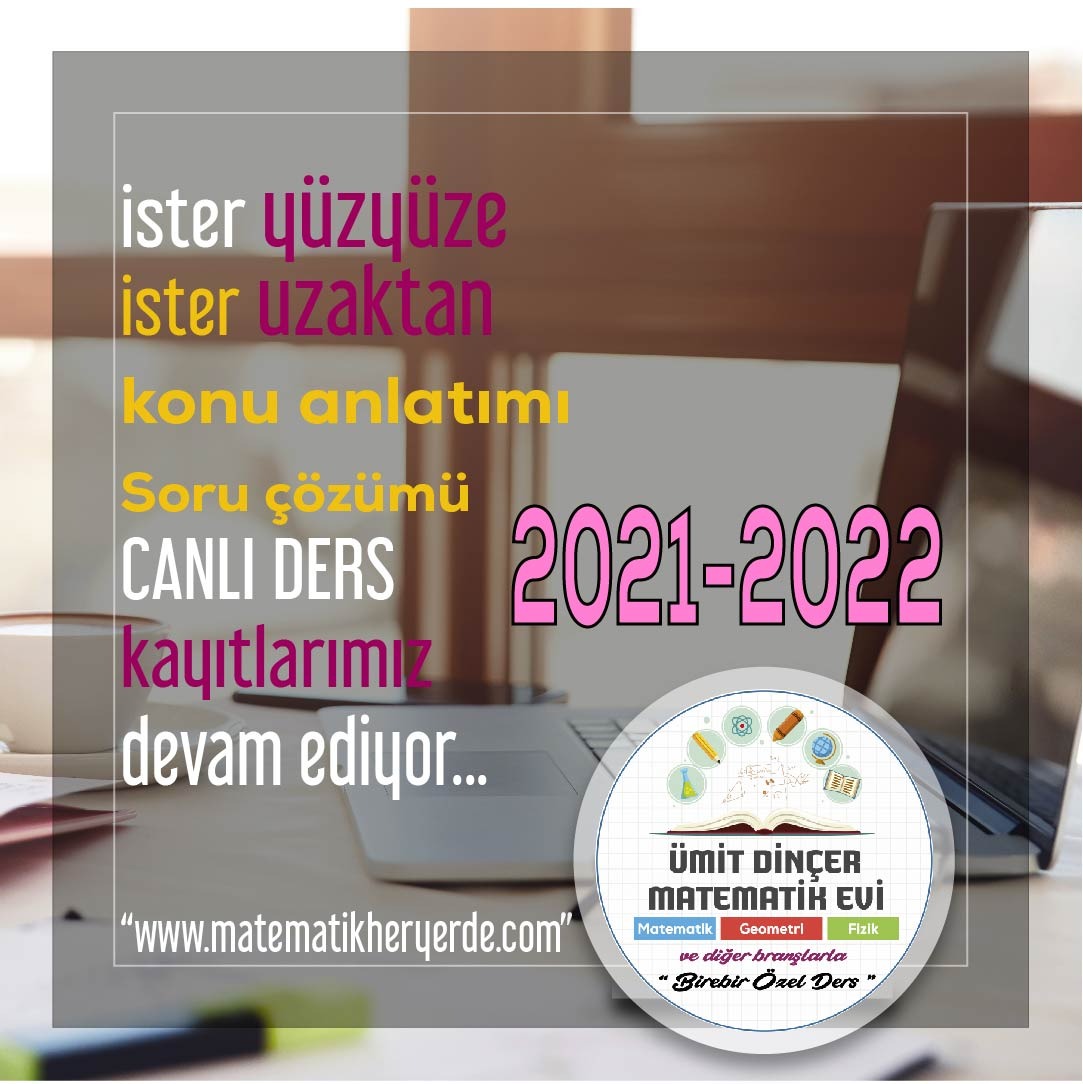 ister yüzyüze
ister uzaktan
konu anlatımı
Soru çözümü
CANLI DERS
kayıtlarımız
devam ediyor...
2021-2022
"www.matematikheryerde.com"
ÜMİT DİNÇER
MATEMATİK EVİ
Matematik Geometri Fizik
ve diğer branşlarla
" Birebir Özel Ders "